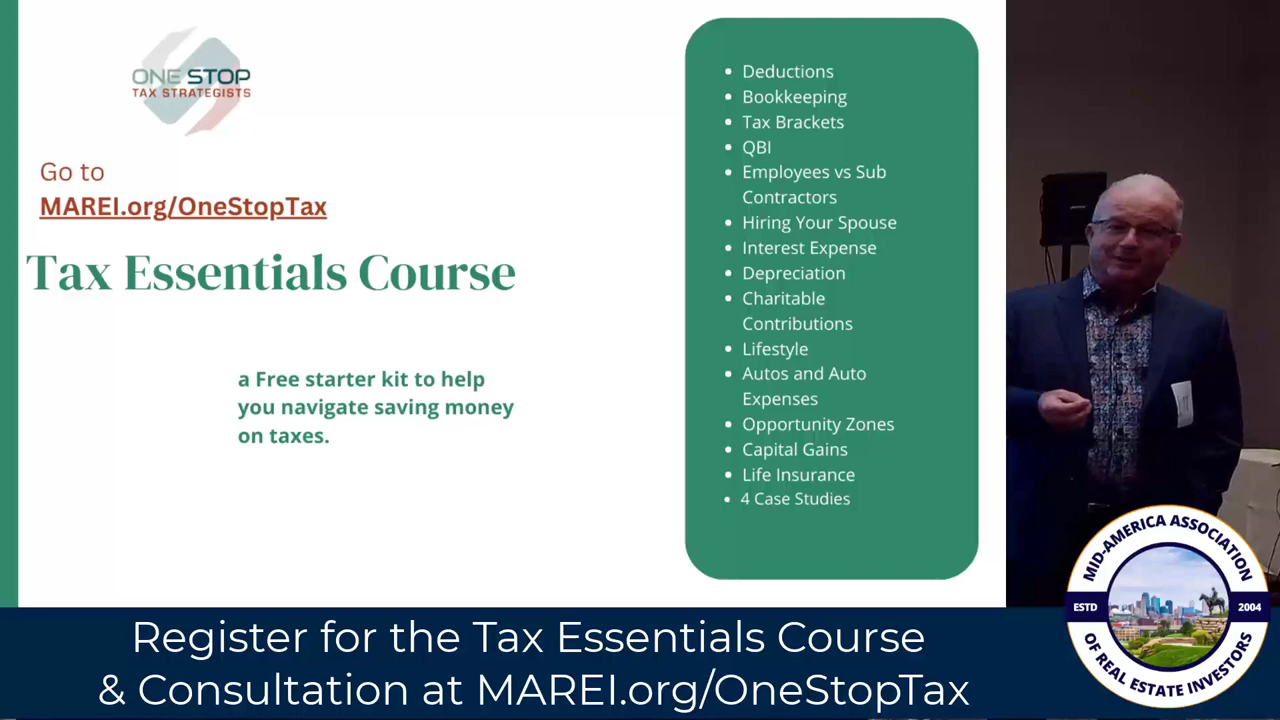 ONE STOP
TAX STRATEGISTS
Go to
MAREI.org/OneStopTax
Tax Essentials Course
a Free starter kit to help
you navigate saving money
on taxes.
Deductions
Bookkeeping
Tax Brackets
QBI
Employees vs Sub
Contractors
Hiring Your Spouse
Interest Expense
Depreciation
Charitable
Contributions
Lifestyle
Autos and Auto
Expenses
Opportunity Zones
Capital Gains
Life Insurance
4 Case Studies
Register for the Tax Essentials Course
& Consultation at MAREI.org/OneStopTax
MID-AMERICA ASSOCIATION
ESTD 2004
OF REAL ESTATE INVESTORS